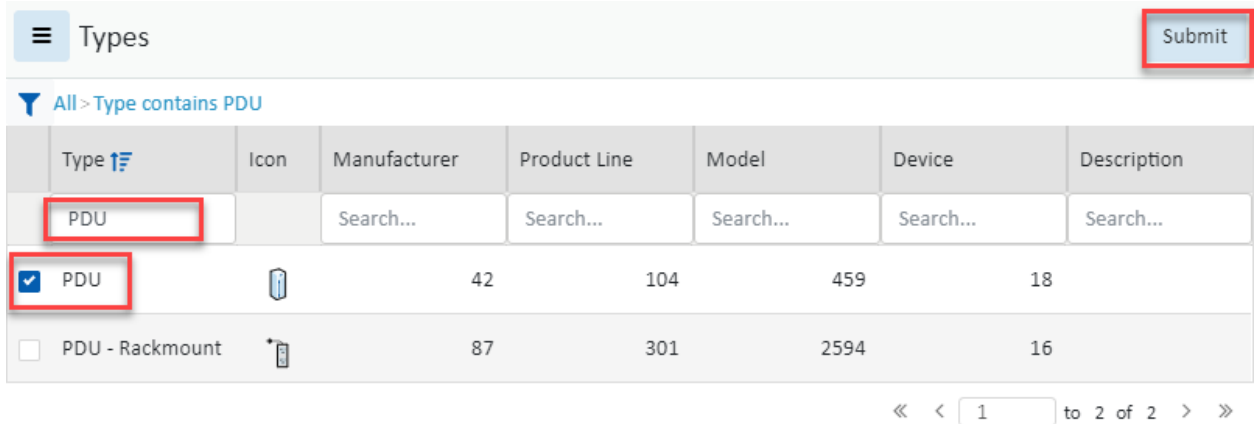 Types
Submit
All > Type contains PDU
Type Icon Manufacturer Product Line Model Device Description
PDU Search... Search... Search... Search... Search...
PDU 42 104 459 18
PDU - Rackmount 87 301 2594 16
« < 1 to 2 of 2 > »